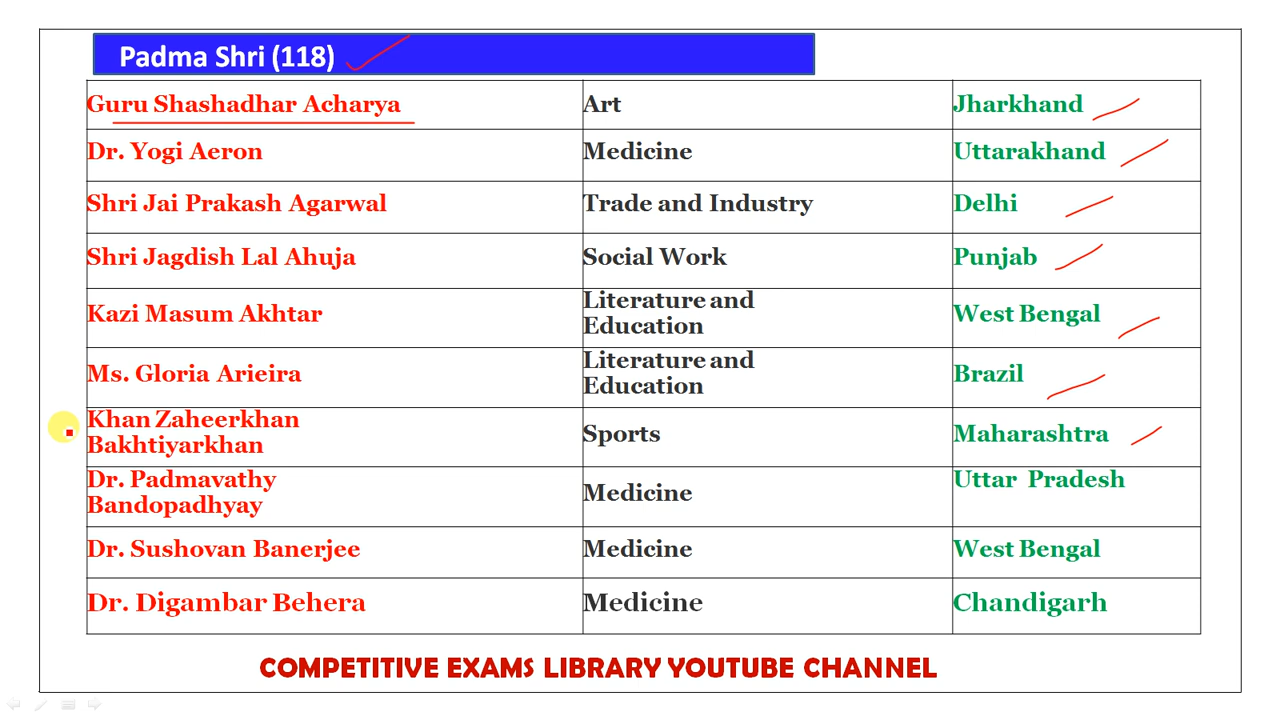 Padma Shri (118)
Guru Shashadhar Acharya Art Jharkhand
Dr. Yogi Aeron Medicine Uttarakhand
Shri Jai Prakash Agarwal Trade and Industry Delhi
Shri Jagdish Lal Ahuja Social Work Punjab
Kazi Masum Akhtar Literature and West Bengal
Education
Ms. Gloria Arieira Literature and Brazil
Education
Khan Zaheerkhan Sports Maharashtra
Bakhtiyarkhan
Dr. Padmavathy Medicine Uttar Pradesh
Bandopadhyay
Dr. Sushovan Banerjee Medicine West Bengal
Dr. Digambar Behera Medicine Chandigarh
COMPETITIVE EXAMS LIBRARY YOUTUBE CHANNEL